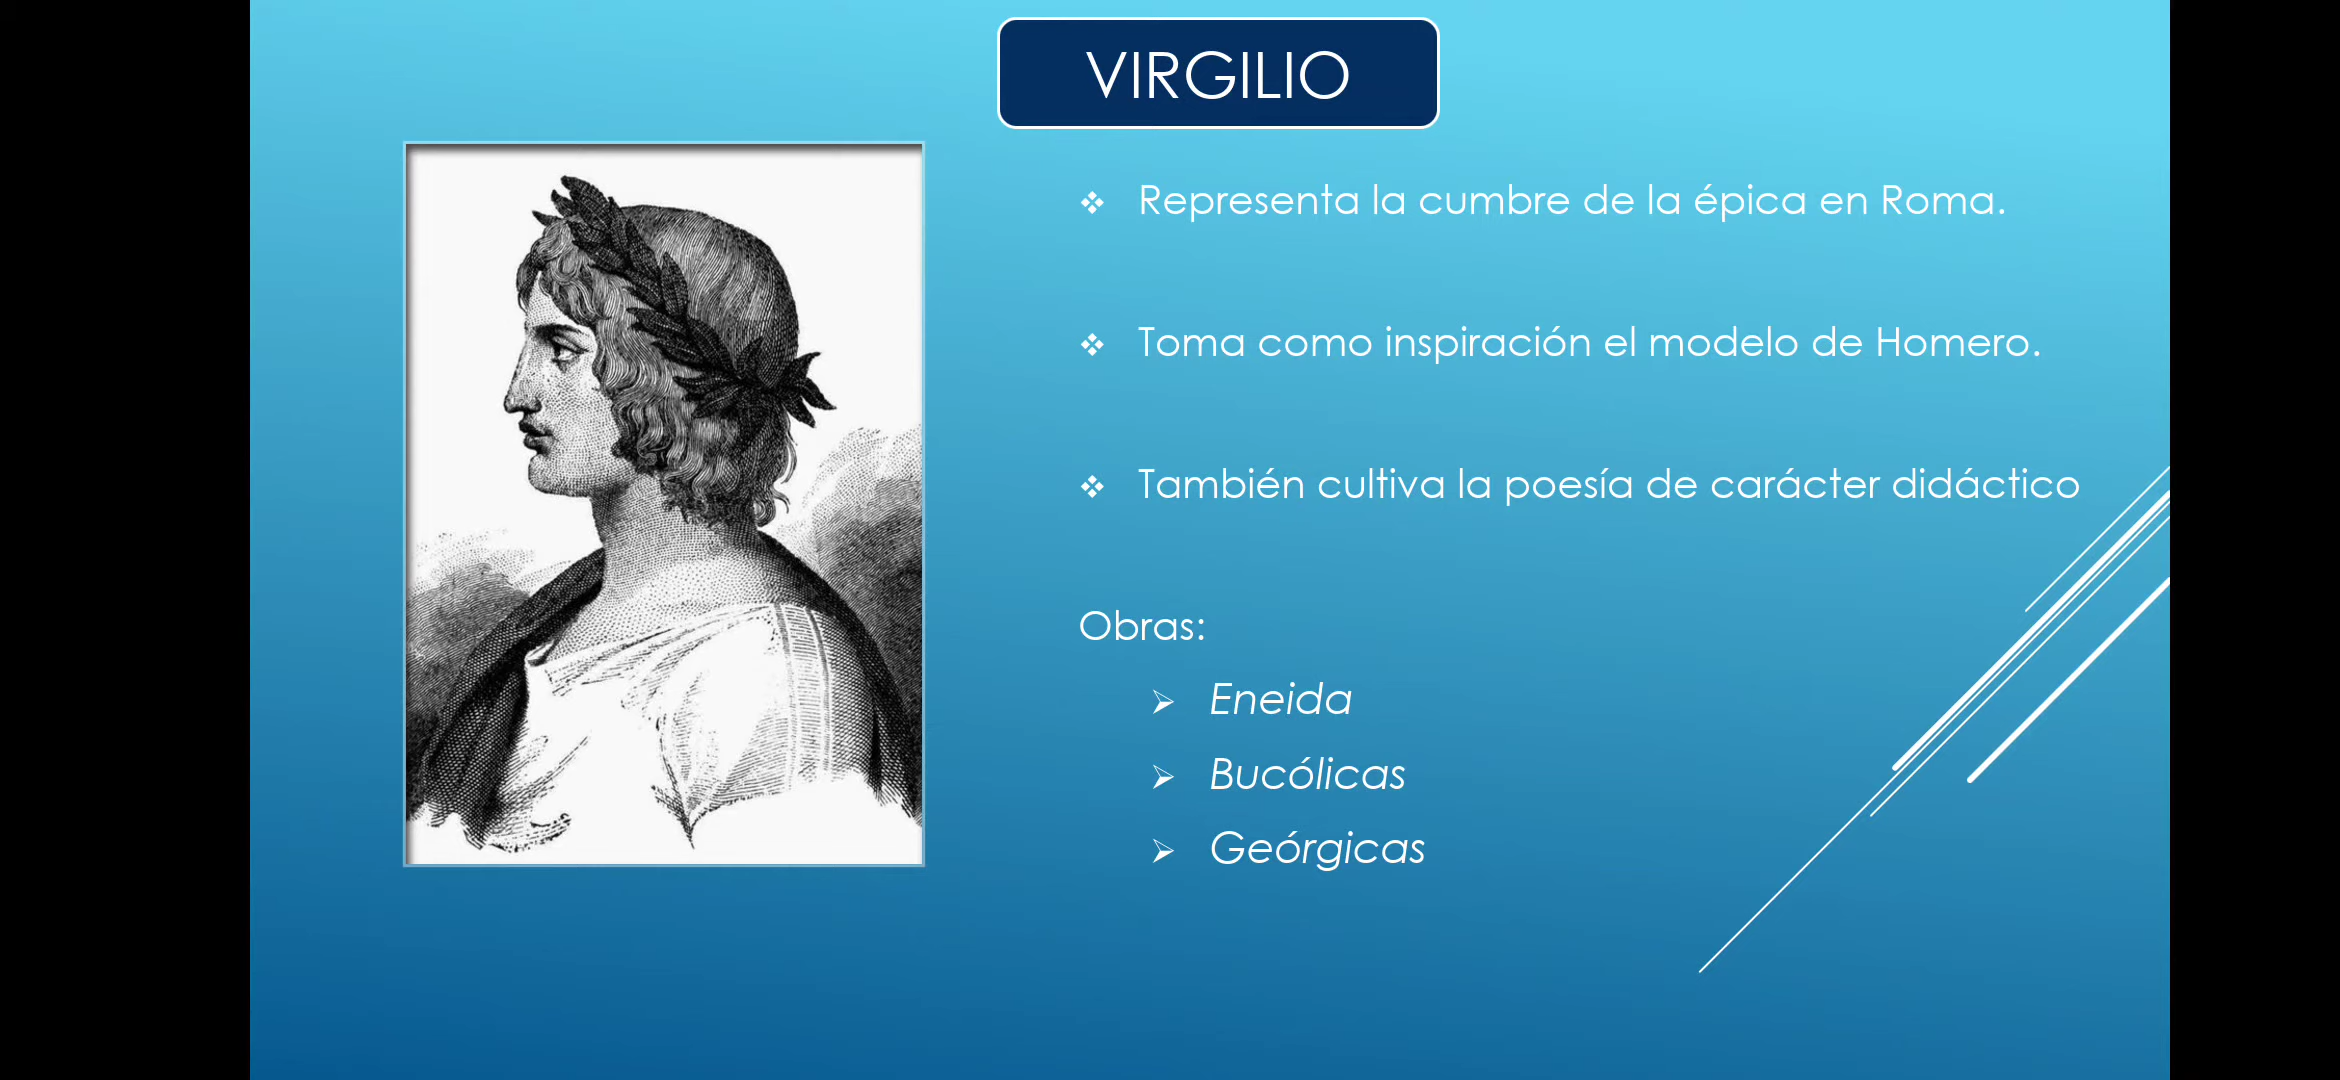 VIRGILIO
Representa la cumbre de la épica en Roma.
Toma como inspiración el modelo de Homero.
También cultiva la poesía de carácter didáctico
Obras:
Eneida
Bucólicas
Geórgicas